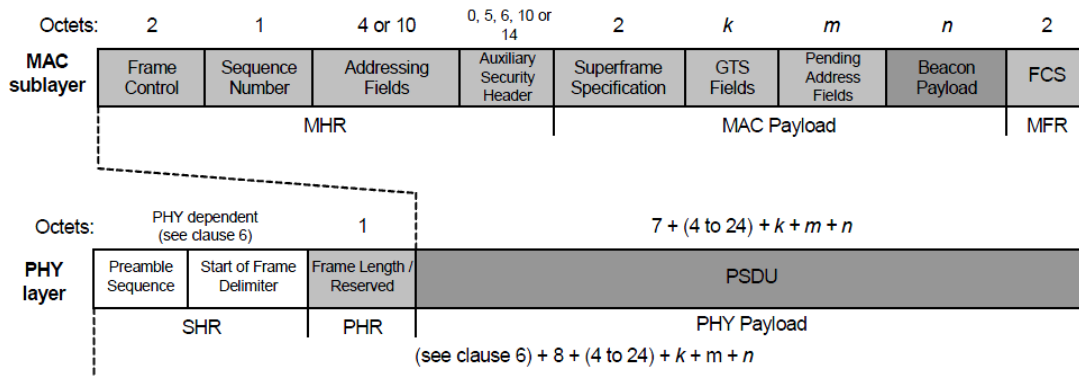 Octets: 2 1 4 or 10 0, 5, 6, 10 or 14 2 k m n 2
MAC sublayer
Frame Control
Sequence Number
Addressing Fields
Auxiliary Security Header
Superframe Specification
GTS Fields
Pending Address Fields
Beacon Payload
FCS
MHR MAC Payload MFR
Octets: PHY dependent (see clause 6) 1 7 + (4 to 24) + k + m + n
PHY layer
Preamble Sequence
Start of Frame Delimiter
Frame Length / Reserved
PSDU
SHR PHR PHY Payload
(see clause 6) + 8 + (4 to 24) + k + m + n